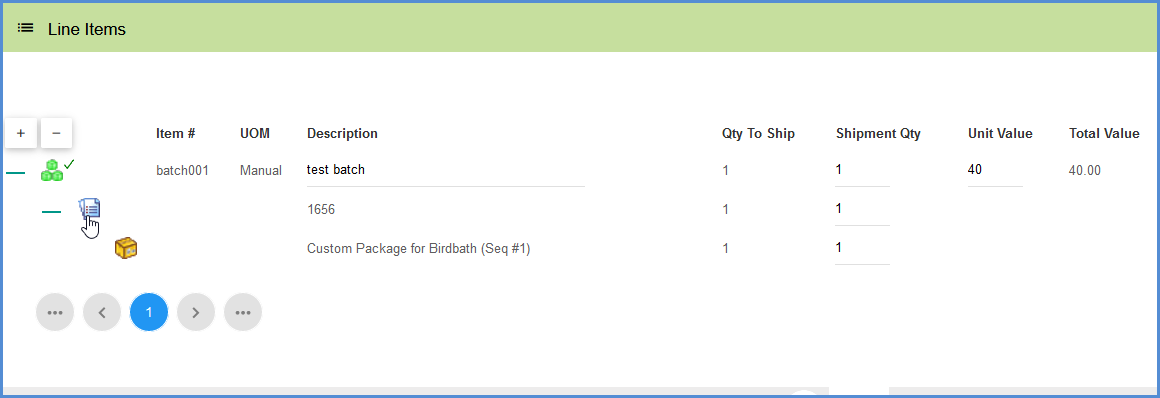 Line Items
+ −
Item # UOM Description Qty To Ship Shipment Qty Unit Value Total Value
batch001 Manual test batch 1 1 40 40.00
1656 1 1
Custom Package for Birdbath (Seq #1) 1 1
••• < 1 > •••